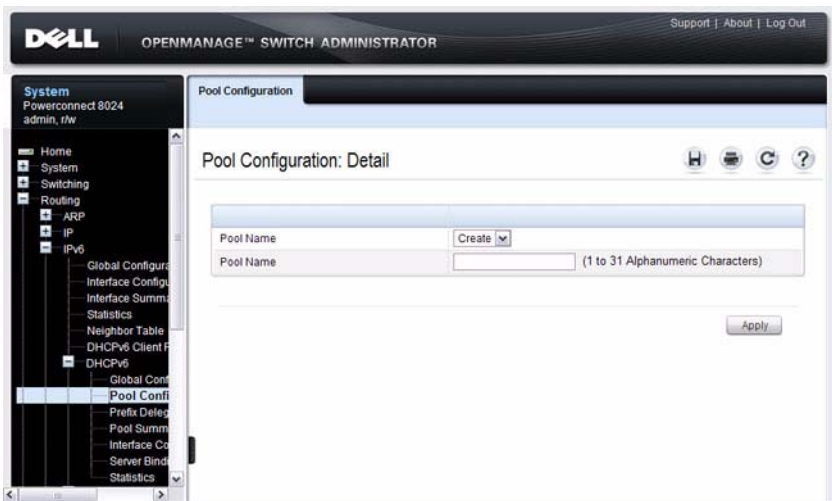 Support | About | Log Out
DELL
OPENMANAGE™ SWITCH ADMINISTRATOR
System
Powerconnect 8024
admin, r/w
Pool Configuration
Home
System
Switching
Routing
ARP
IP
IPv6
Global Configura
Interface Configu
Interface Summa
Statistics
Neighbor Table
DHCPv6 Client P
DHCPv6
Global Conf
Pool Confi
Prefix Deleg
Pool Summ
Interface Co
Server Bindi
Statistics
Pool Configuration: Detail
Pool Name
Create
Pool Name
(1 to 31 Alphanumeric Characters)
Apply